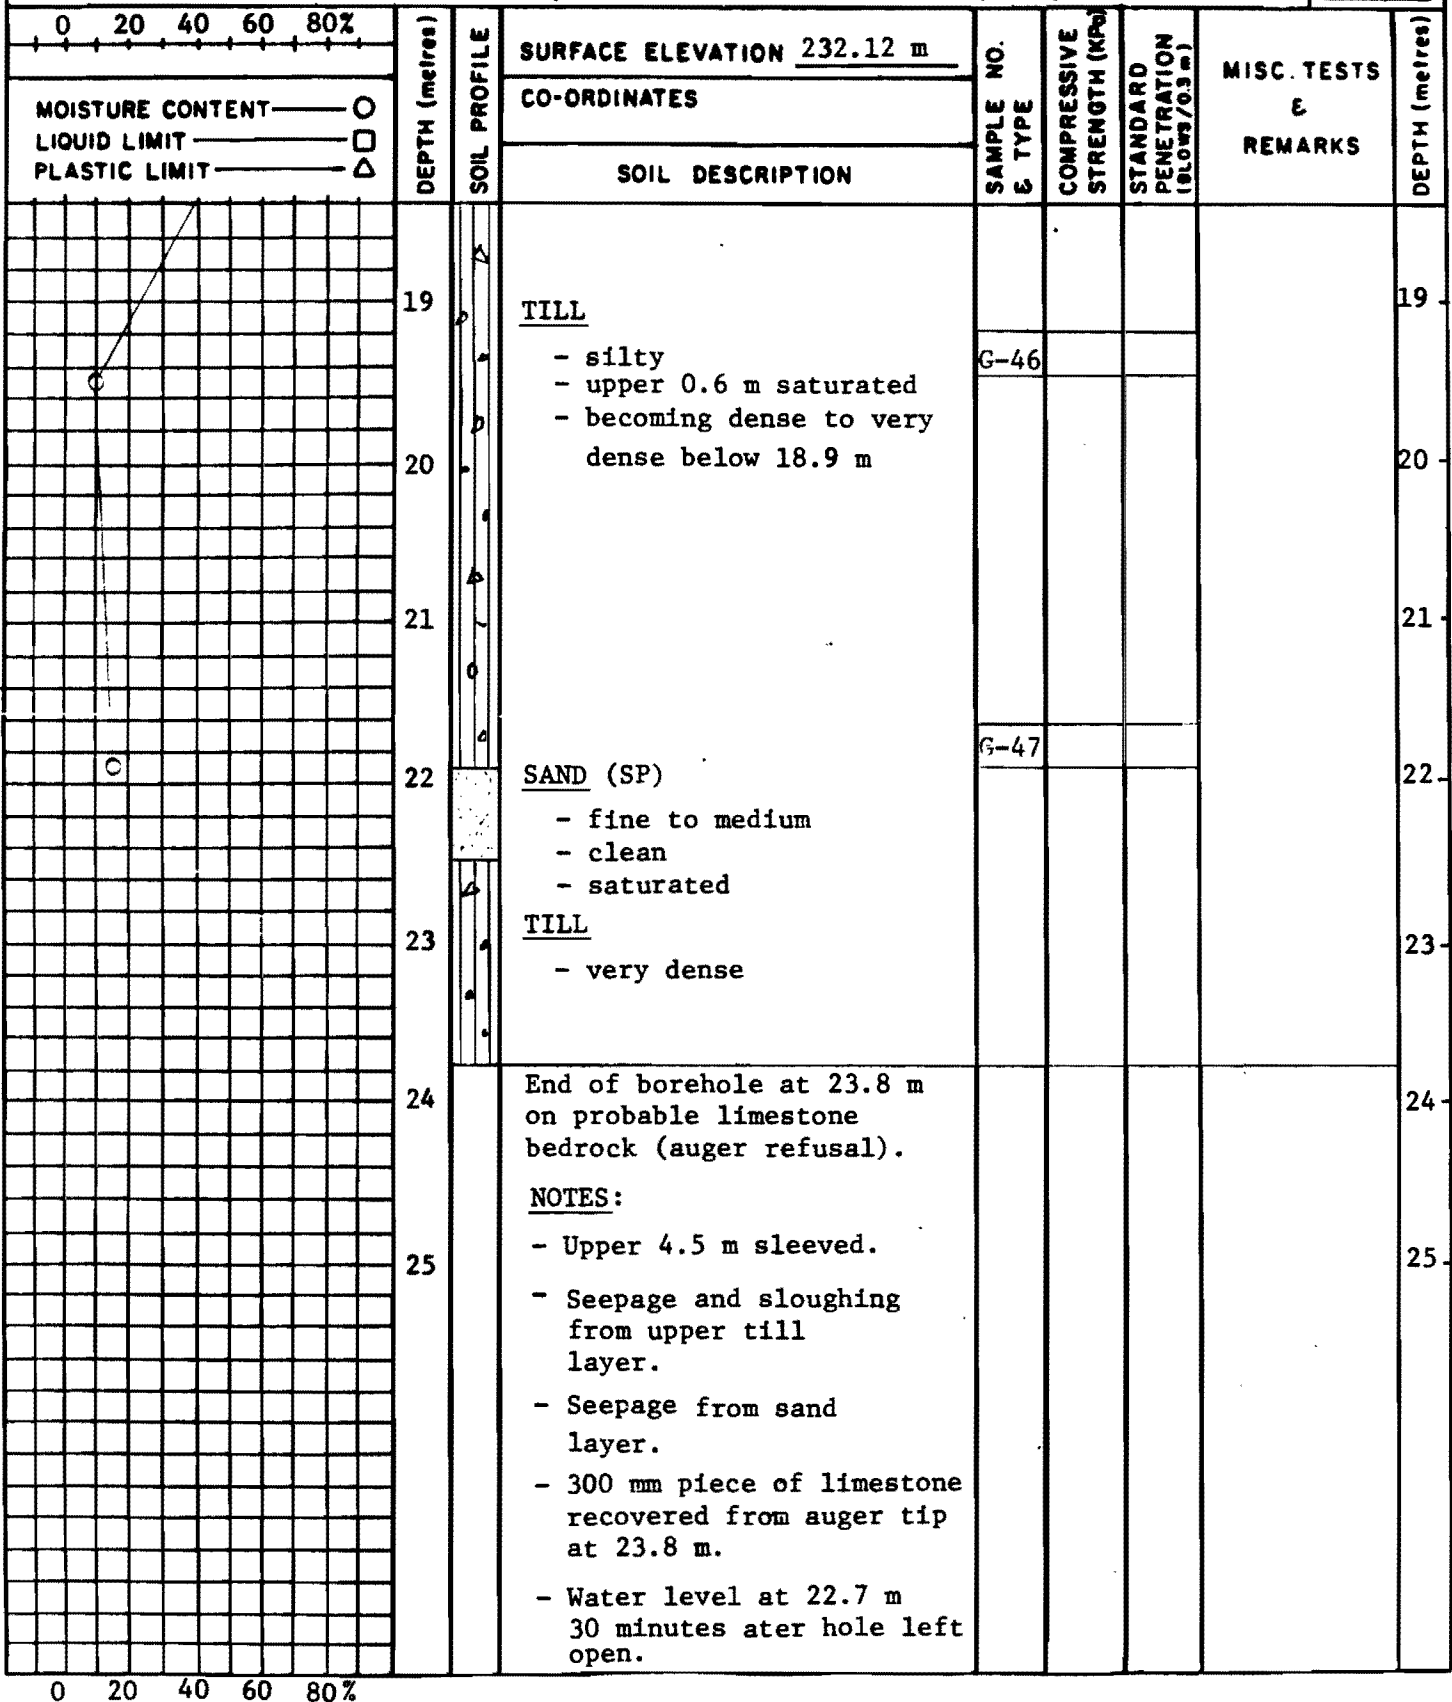 0 20 40 60 80%
MOISTURE CONTENT
LIQUID LIMIT
PLASTIC LIMIT
DEPTH (metres)
SOIL PROFILE
SURFACE ELEVATION 232.12 m
CO-ORDINATES
SOIL DESCRIPTION
SAMPLE NO.
& TYPE
COMPRESSIVE
STRENGTH (KPa)
STANDARD
PENETRATION
(BLOWS/0.3 m)
MISC. TESTS
&
REMARKS
DEPTH (metres)
19
TILL
19
- silty
G-46
- upper 0.6 m saturated
- becoming dense to very
dense below 18.9 m
20
20
21
21
G-47
22
SAND (SP)
22
- fine to medium
- clean
- saturated
TILL
23
23
- very dense
End of borehole at 23.8 m
24
24
on probable limestone
bedrock (auger refusal).
NOTES:
- Upper 4.5 m sleeved.
25
25
- Seepage and sloughing
from upper till
layer.
- Seepage from sand
layer.
- 300 mm piece of limestone
recovered from auger tip
at 23.8 m.
- Water level at 22.7 m
30 minutes ater hole left
open.
0 20 40 60 80%